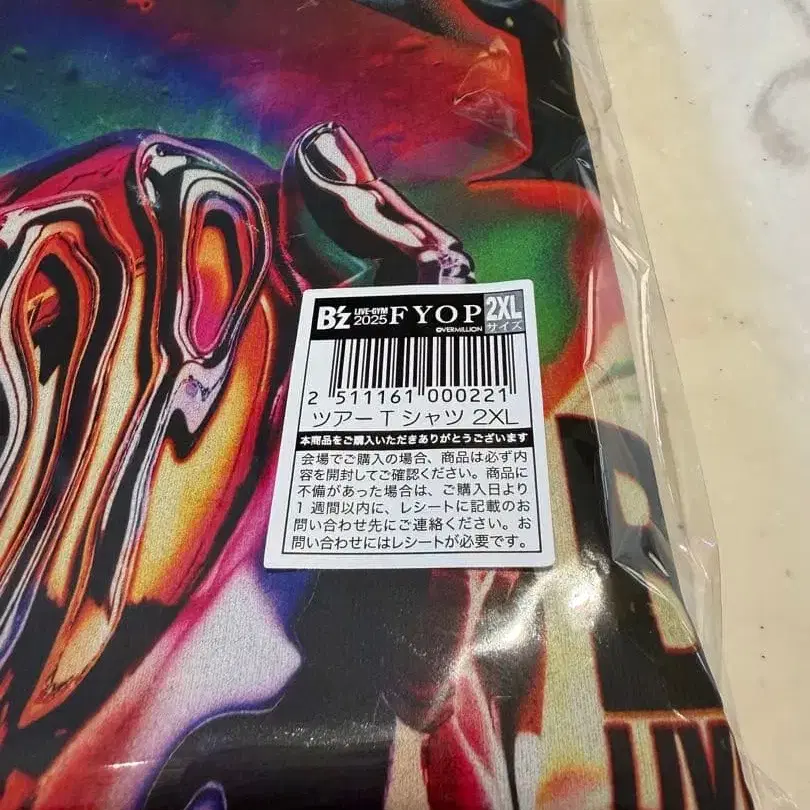 B'z LIVE-GYM 2025 FYOP 2XL
©VERMILLION サイズ
2 511161 000221
ツアーTシャツ 2XL
本商品をご購入いただきありがとうございます
会場でご購入の場合、商品は必ず内
容を開封してご確認ください。商品に
不備があった場合は、ご購入日より
1週間以内に、レシートに記載のお
問い合わせ先にご連絡ください。お
問い合わせにはレシートが必要です。